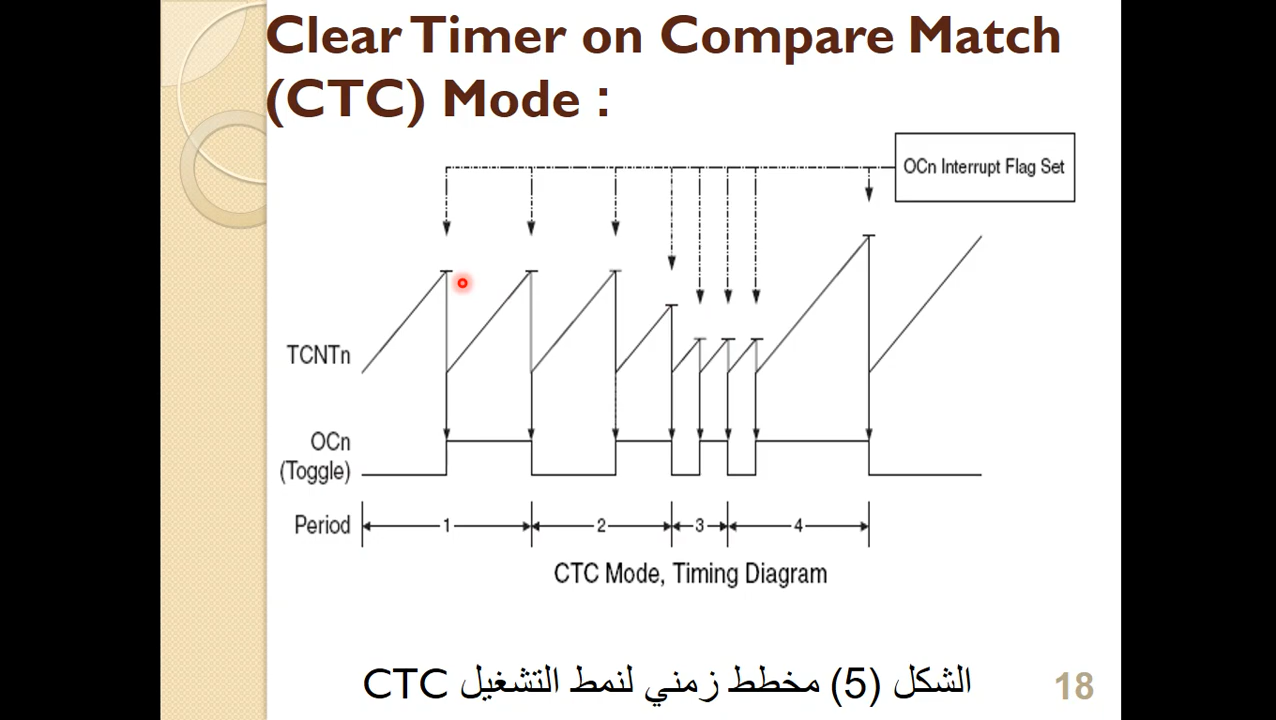 Clear Timer on Compare Match
(CTC) Mode :
OCn Interrupt Flag Set
TCNTn
OCn
(Toggle)
Period
1
2
3
4
CTC Mode, Timing Diagram
الشكل (5) مخطط زمني لنمط التشغيل CTC
18